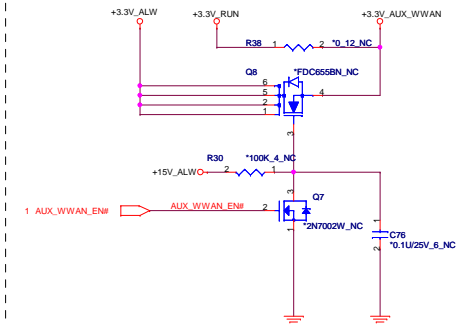 +3.3V_ALW
+3.3V_RUN
+3.3V_AUX_WWAN
R38
1
2
*0_12_NC
Q8
*FDC655BN_NC
6
5
2
1
4
3
R30
*100K_4_NC
+15V_ALW
2
1
3
Q7
1 AUX_WWAN_EN#
AUX_WWAN_EN#
2
*2N7002W_NC
1
1
C76
*0.1U/25V_6_NC
2